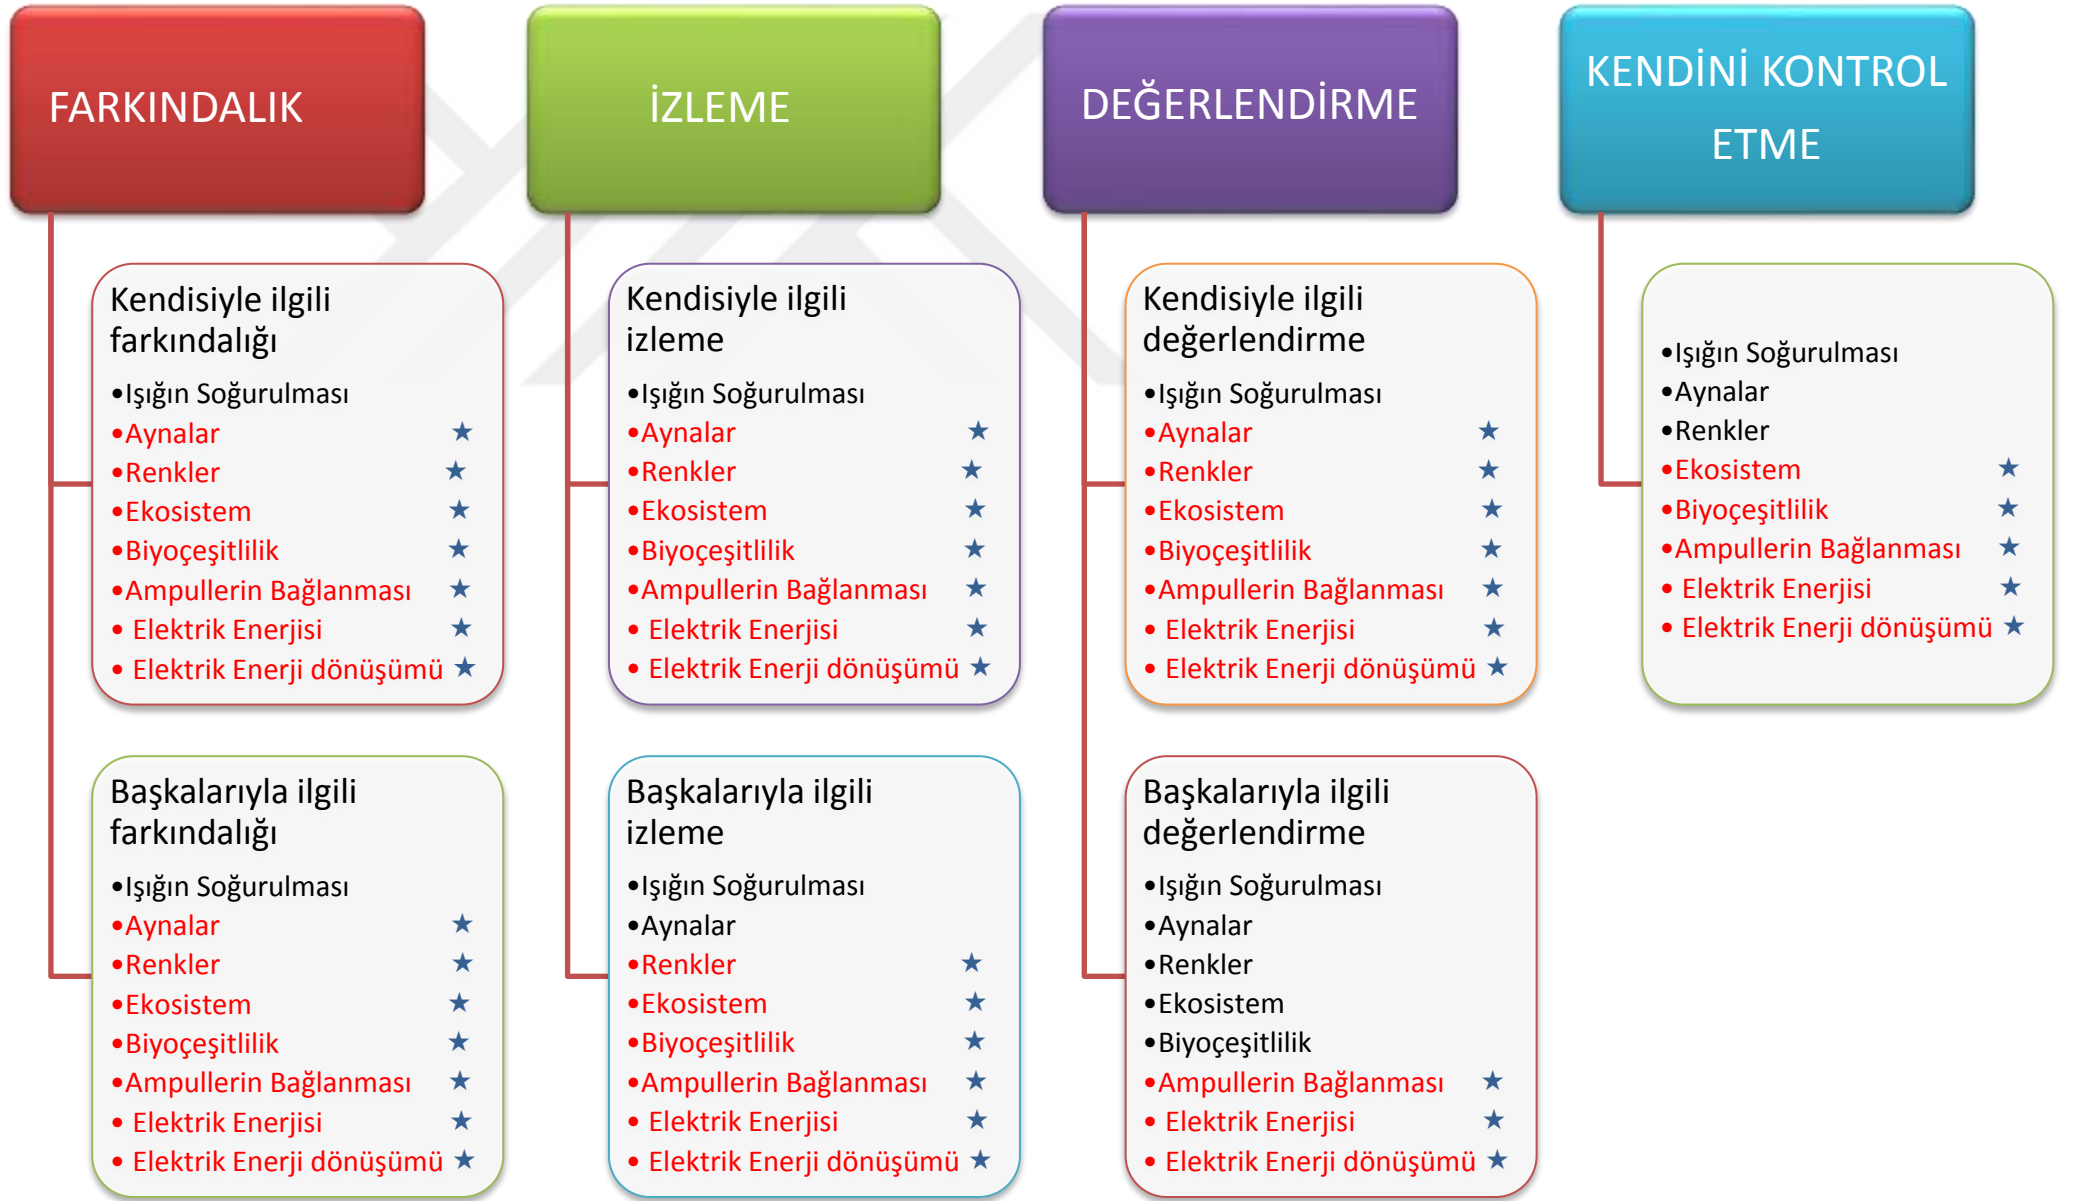 FARKINDALIK
Kendisiyle ilgili
farkındalığı
•Işığın Soğurulması
•Aynalar ★
•Renkler ★
•Ekosistem ★
•Biyoçeşitlilik ★
•Ampullerin Bağlanması ★
• Elektrik Enerjisi ★
• Elektrik Enerji dönüşümü ★
Başkalarıyla ilgili
farkındalığı
•Işığın Soğurulması
•Aynalar ★
•Renkler ★
•Ekosistem ★
•Biyoçeşitlilik ★
•Ampullerin Bağlanması ★
• Elektrik Enerjisi ★
• Elektrik Enerji dönüşümü ★
İZLEME
Kendisiyle ilgili
izleme
•Işığın Soğurulması
•Aynalar ★
•Renkler ★
•Ekosistem ★
•Biyoçeşitlilik ★
•Ampullerin Bağlanması ★
• Elektrik Enerjisi ★
• Elektrik Enerji dönüşümü ★
Başkalarıyla ilgili
izleme
•Işığın Soğurulması
•Aynalar
•Renkler ★
•Ekosistem ★
•Biyoçeşitlilik ★
•Ampullerin Bağlanması ★
• Elektrik Enerjisi ★
• Elektrik Enerji dönüşümü ★
DEĞERLENDİRME
Kendisiyle ilgili
değerlendirme
•Işığın Soğurulması
•Aynalar ★
•Renkler ★
•Ekosistem ★
•Biyoçeşitlilik ★
•Ampullerin Bağlanması ★
• Elektrik Enerjisi ★
• Elektrik Enerji dönüşümü ★
Başkalarıyla ilgili
değerlendirme
•Işığın Soğurulması
•Aynalar
•Renkler
•Ekosistem
•Biyoçeşitlilik
•Ampullerin Bağlanması ★
• Elektrik Enerjisi ★
• Elektrik Enerji dönüşümü ★
KENDİNİ KONTROL
ETME
•Işığın Soğurulması
•Aynalar
•Renkler
•Ekosistem ★
•Biyoçeşitlilik ★
•Ampullerin Bağlanması ★
• Elektrik Enerjisi ★
• Elektrik Enerji dönüşümü ★